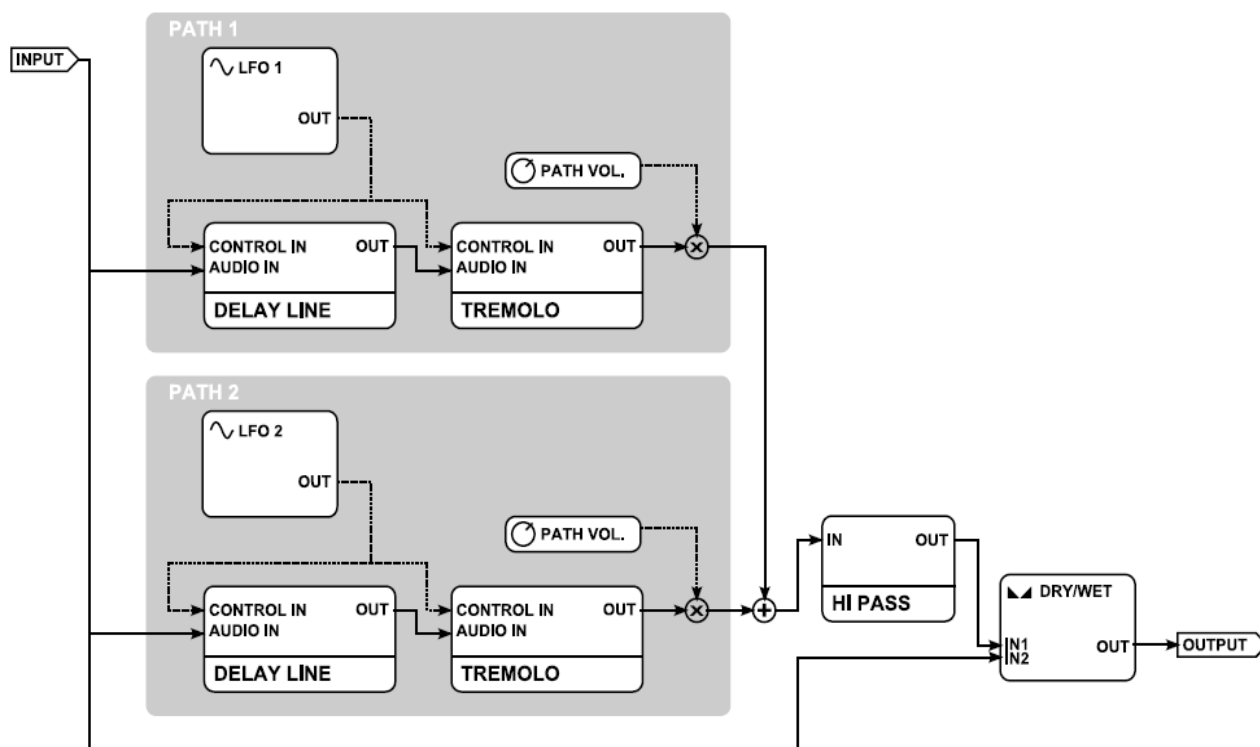 PATH 1
INPUT
LFO 1
OUT
PATH VOL.
CONTROL IN OUT
AUDIO IN
DELAY LINE
CONTROL IN OUT
AUDIO IN
TREMOLO
PATH 2
LFO 2
OUT
PATH VOL.
CONTROL IN OUT
AUDIO IN
DELAY LINE
CONTROL IN OUT
AUDIO IN
TREMOLO
IN OUT
HI PASS
DRY/WET
IN1
IN2
OUT
OUTPUT